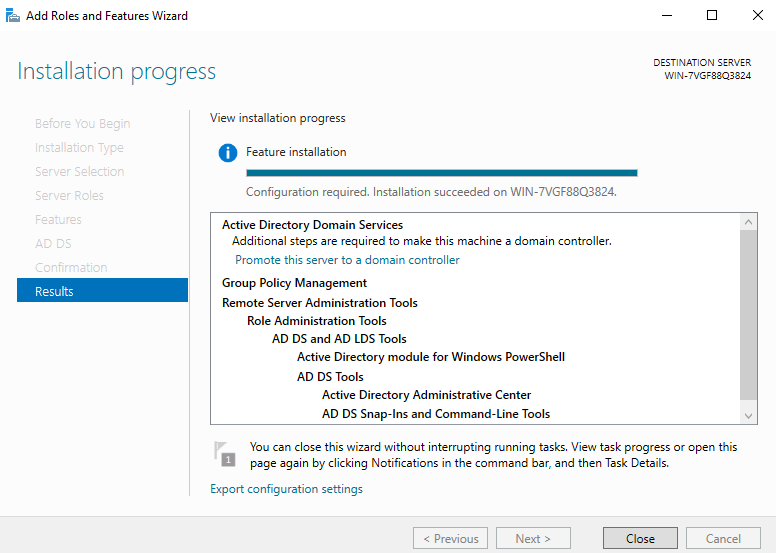 Add Roles and Features Wizard
Installation progress
DESTINATION SERVER
WIN-7VGF88Q3824
Before You Begin
Installation Type
Server Selection
Server Roles
Features
AD DS
Confirmation
Results
View installation progress
Feature installation
Configuration required. Installation succeeded on WIN-7VGF88Q3824.
Active Directory Domain Services
Additional steps are required to make this machine a domain controller.
Promote this server to a domain controller
Group Policy Management
Remote Server Administration Tools
Role Administration Tools
AD DS and AD LDS Tools
Active Directory module for Windows PowerShell
AD DS Tools
Active Directory Administrative Center
AD DS Snap-Ins and Command-Line Tools
1
You can close this wizard without interrupting running tasks. View task progress or open this
page again by clicking Notifications in the command bar, and then Task Details.
Export configuration settings
< Previous
Next >
Close
Cancel